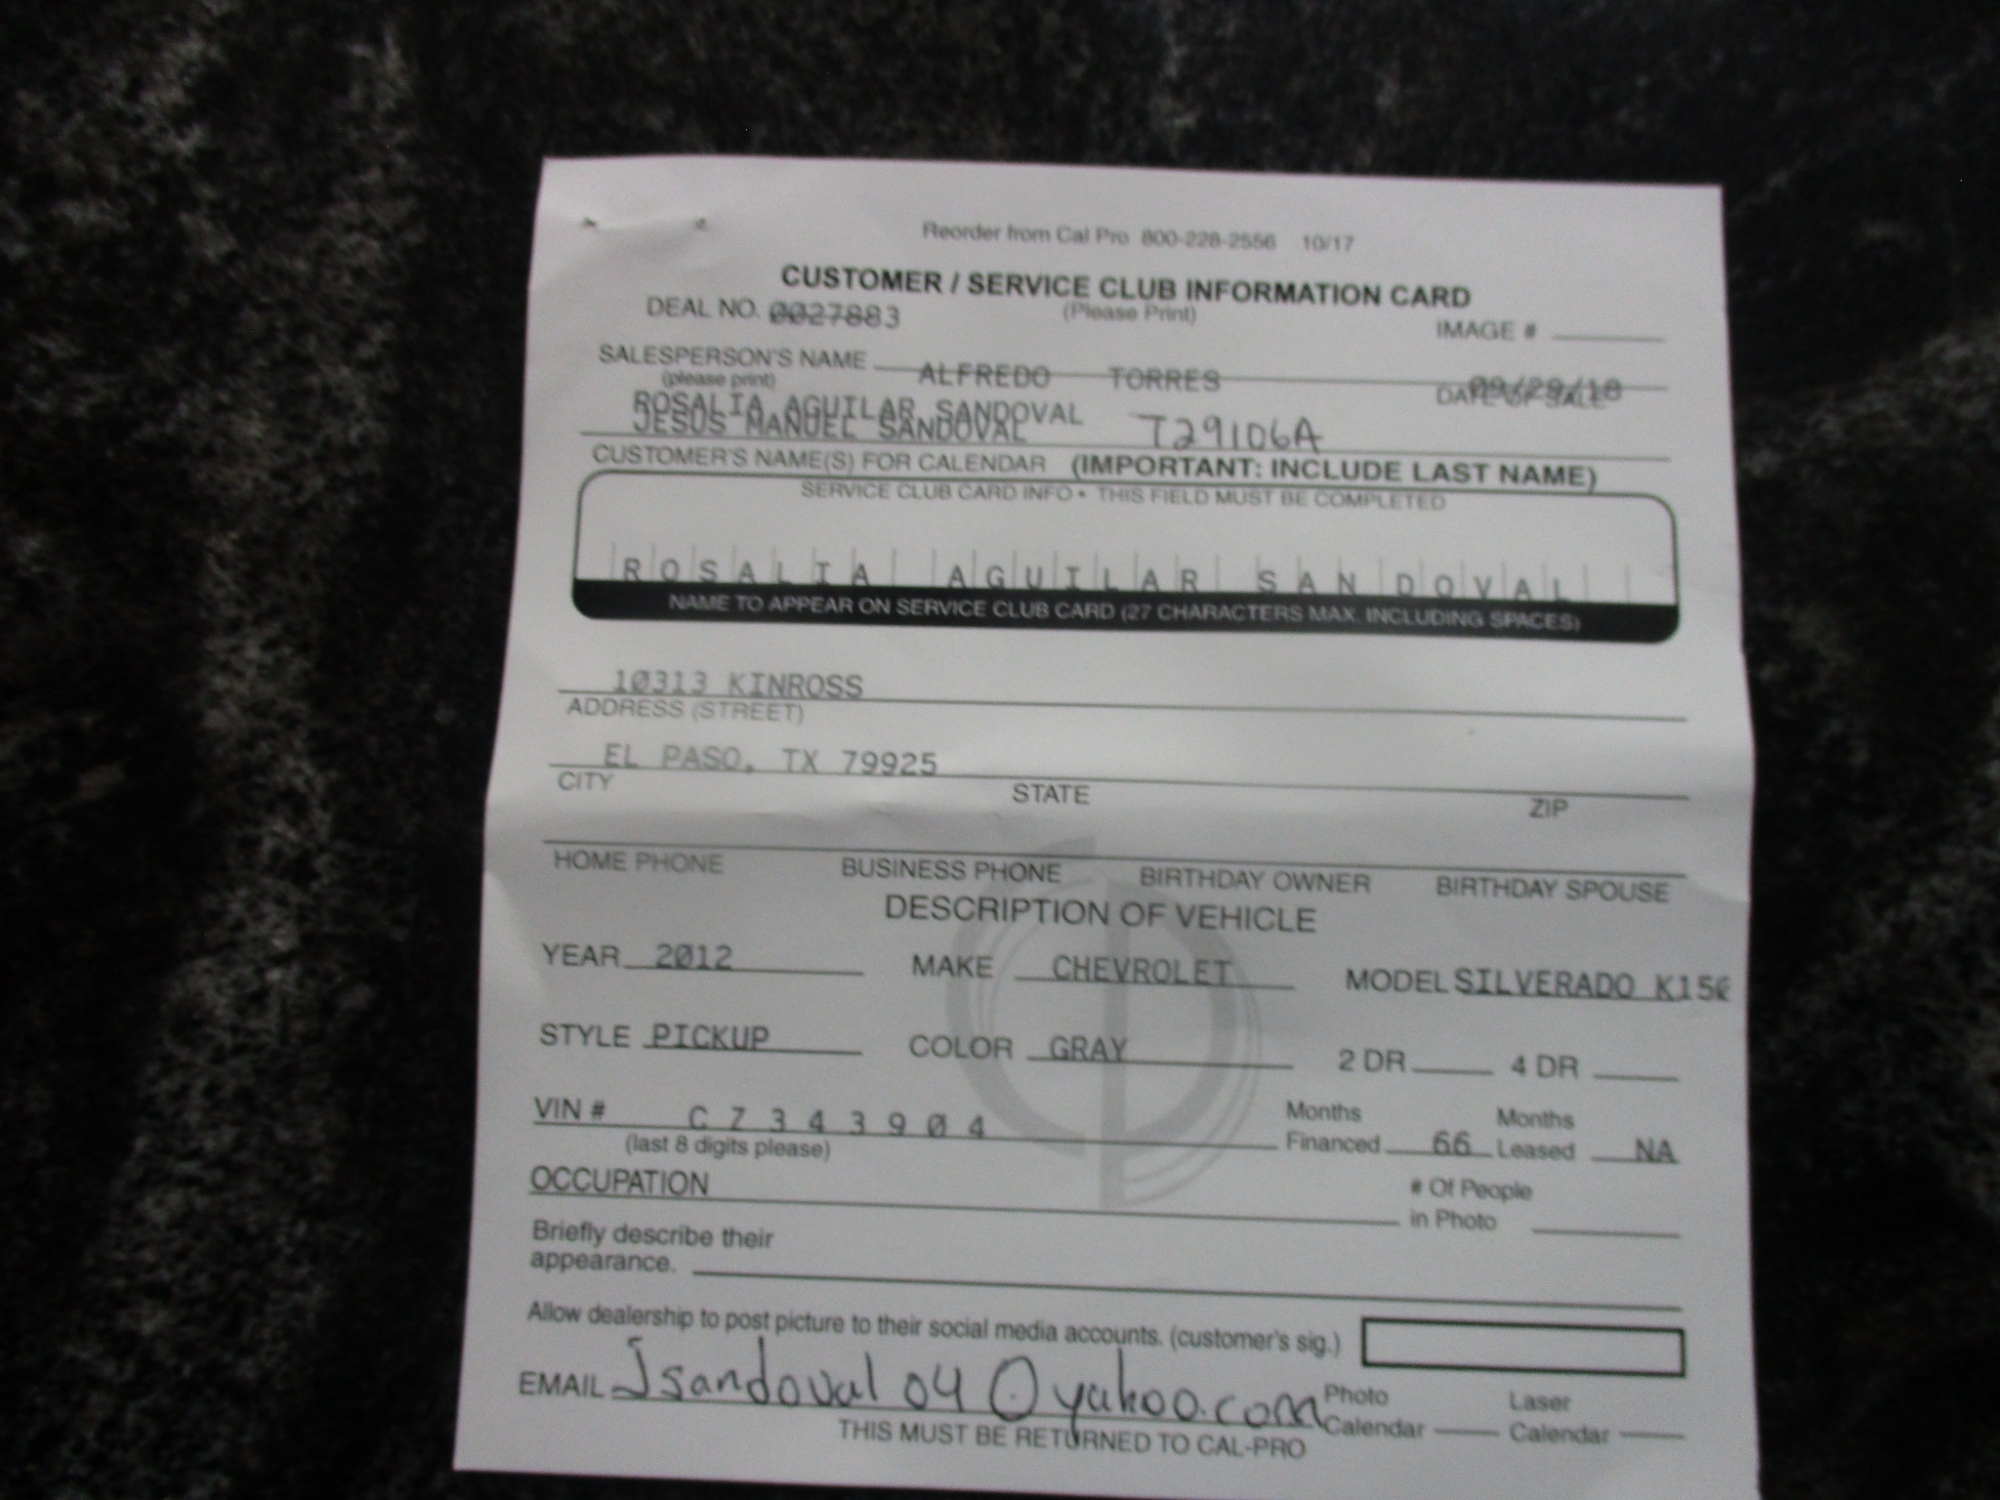 Reorder from Cal Pro 800-228-2556 10/17
CUSTOMER / SERVICE CLUB INFORMATION CARD
DEAL NO. 0027883 (Please Print) IMAGE #
SALESPERSON'S NAME ALFREDO TORRES
(please print) DATE OF SALE 09/29/18
ROSALIA AGUILAR SANDOVAL
JESUS MANUEL SANDOVAL T29106A
CUSTOMER'S NAME(S) FOR CALENDAR (IMPORTANT: INCLUDE LAST NAME)
SERVICE CLUB CARD INFO • THIS FIELD MUST BE COMPLETED
ROSALIA AGUILAR SANDOVAL
NAME TO APPEAR ON SERVICE CLUB CARD (27 CHARACTERS MAX. INCLUDING SPACES)
10313 KINROSS
ADDRESS (STREET)
EL PASO, TX 79925
CITY STATE ZIP
HOME PHONE BUSINESS PHONE BIRTHDAY OWNER BIRTHDAY SPOUSE
DESCRIPTION OF VEHICLE
YEAR 2012 MAKE CHEVROLET MODEL SILVERADO K150
STYLE PICKUP COLOR GRAY 2 DR 4 DR
VIN # C Z 3 4 3 9 0 4 Months Financed 66 Months Leased NA
(last 8 digits please)
OCCUPATION # Of People in Photo
Briefly describe their
appearance.
Allow dealership to post picture to their social media accounts. (customer's sig.)
EMAIL Jsandoval04@yahoo.com Photo Calendar Laser Calendar
THIS MUST BE RETURNED TO CAL-PRO